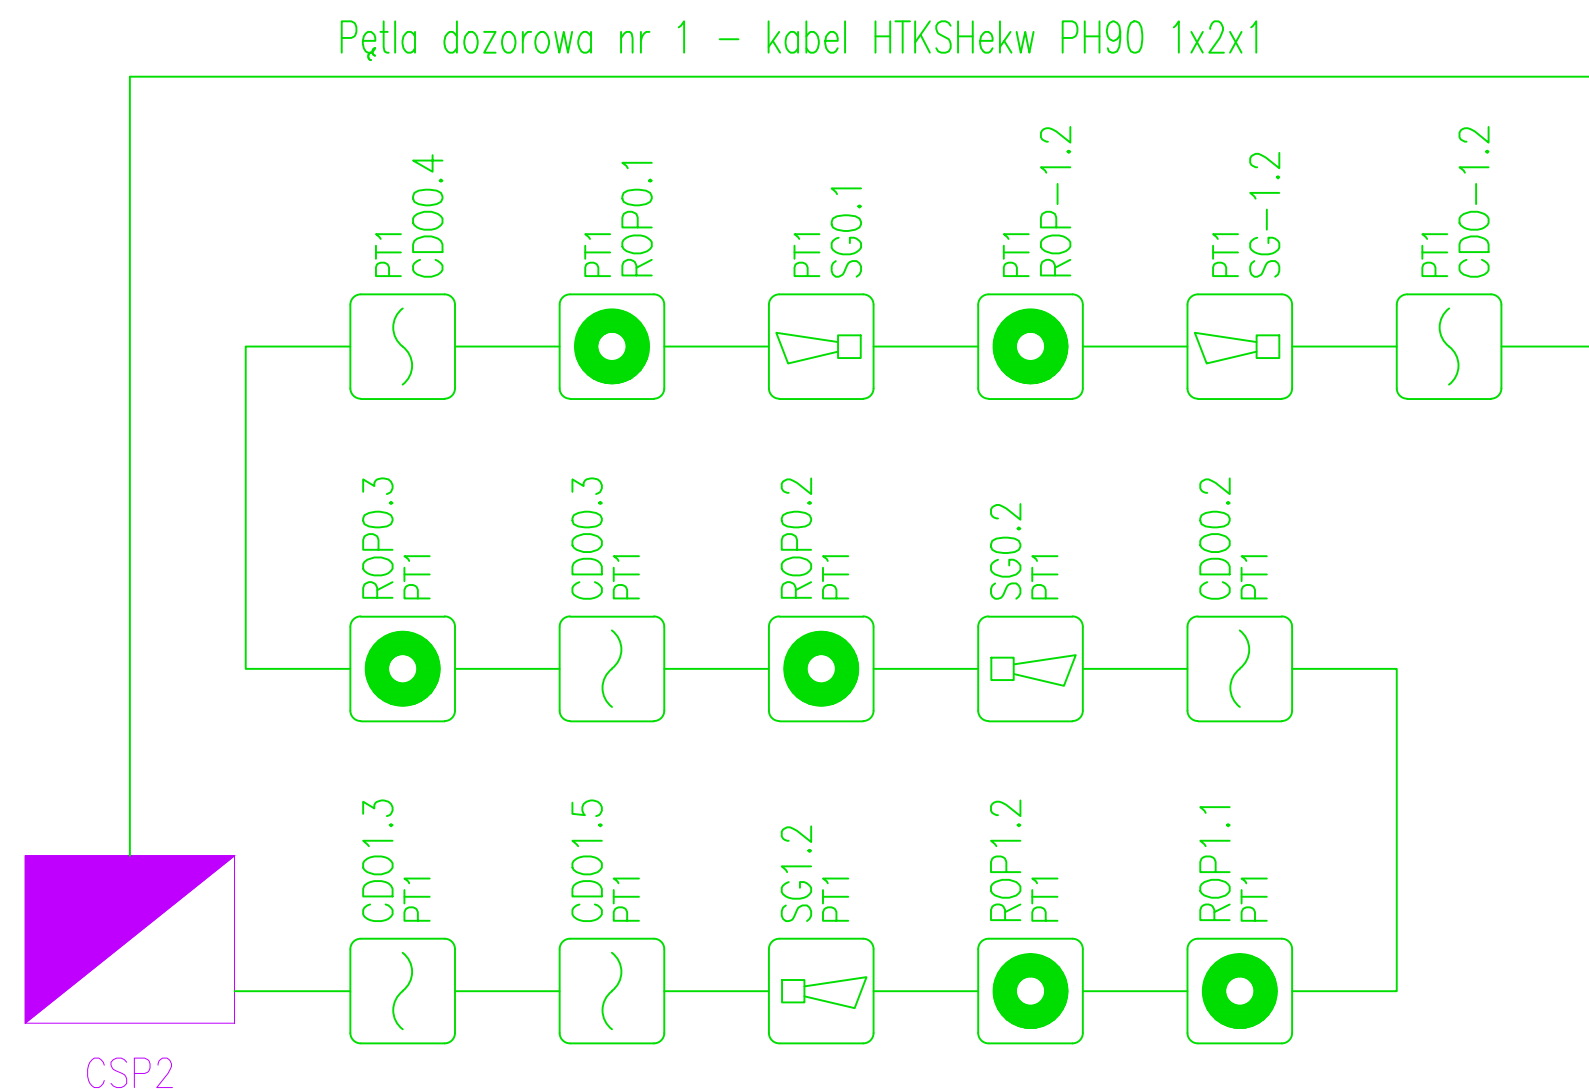 Pętla dozorowa nr 1 – kabel HTKSHekw PH90 1x2x1
PT1
CDO0.4
PT1
ROP0.1
PT1
SG0.1
PT1
ROP-1.2
PT1
SG-1.2
PT1
CDO-1.2
ROP0.3
PT1
CDO0.3
PT1
ROP0.2
PT1
SG0.2
PT1
CDO0.2
PT1
CDO1.3
PT1
CDO1.5
PT1
SG1.2
PT1
ROP1.2
PT1
ROP1.1
PT1
CSP2